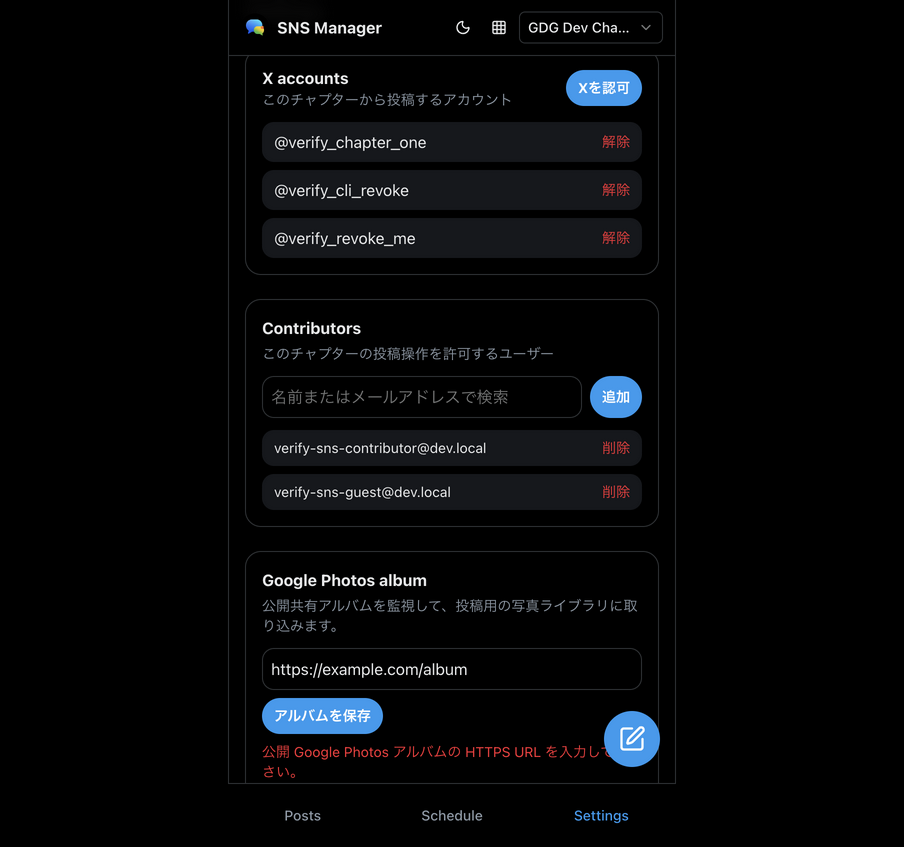 SNS Manager
GDG Dev Cha...
X accounts
このチャプターから投稿するアカウント
Xを認可
@verify_chapter_one
解除
@verify_cli_revoke
解除
@verify_revoke_me
解除
Contributors
このチャプターの投稿操作を許可するユーザー
名前またはメールアドレスで検索
追加
verify-sns-contributor@dev.local
削除
verify-sns-guest@dev.local
削除
Google Photos album
公開共有アルバムを監視して、投稿用の写真ライブラリに取
り込みます。
https://example.com/album
アルバムを保存
公開 Google Photos アルバムの HTTPS URL を入力して
さい。
Posts
Schedule
Settings